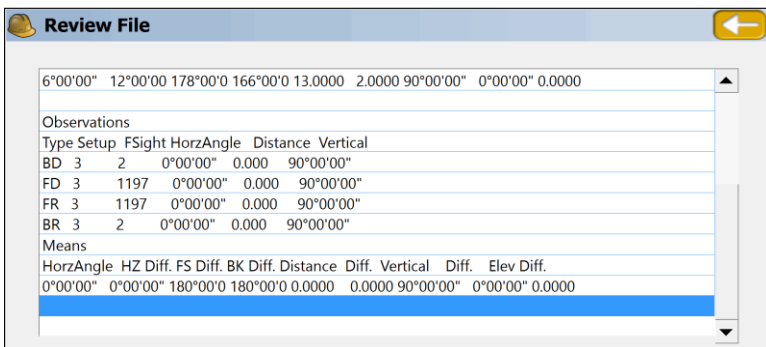 Review File
6°00'00" 12°00'00 178°00'0 166°00'0 13.0000 2.0000 90°00'00" 0°00'00" 0.0000
Observations
Type Setup FSight HorzAngle Distance Vertical
BD 3 2 0°00'00" 0.000 90°00'00"
FD 3 1197 0°00'00" 0.000 90°00'00"
FR 3 1197 0°00'00" 0.000 90°00'00"
BR 3 2 0°00'00" 0.000 90°00'00"
Means
HorzAngle HZ Diff. FS Diff. BK Diff. Distance Diff. Vertical Diff. Elev Diff.
0°00'00" 0°00'00" 180°00'0 180°00'0 0.0000 0.0000 90°00'00" 0°00'00" 0.0000